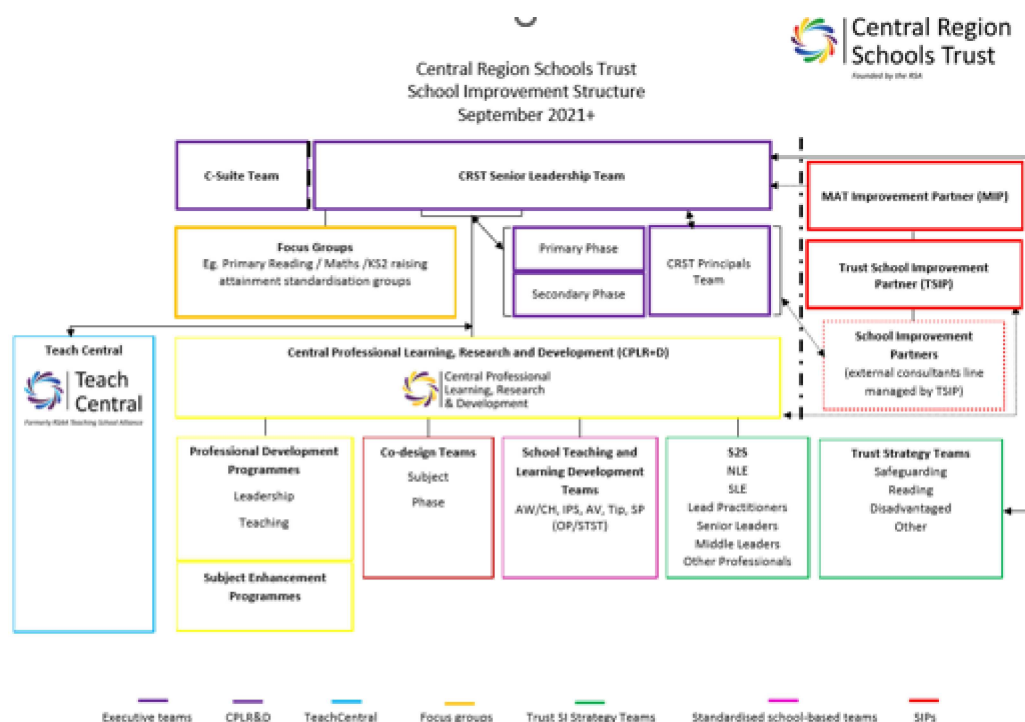 Central Region
Schools Trust
Founded by the RSA
Central Region Schools Trust
School Improvement Structure
September 2021+
C-Suite Team
CRST Senior Leadership Team
MAT Improvement Partner (MIP)
Focus Groups
Eg. Primary Reading / Maths /KS2 raising
attainment standardisation groups
Primary Phase
Secondary Phase
CRST Principals
Team
Trust School Improvement
Partner (TSIP)
School Improvement
Partners
(external consultants line
managed by TSIP)
Teach Central
Teach
Central
Formerly RSAA Teaching School Alliance
Central Professional Learning, Research and Development (CPLR+D)
Central Professional
Learning, Research
& Development
Professional Development
Programmes
Leadership
Teaching
Subject Enhancement
Programmes
Co-design Teams
Subject
Phase
School Teaching and
Learning Development
Teams
AW/CH, IPS, AV, Tip, SP
(OP/STST)
S2S
NLE
SLE
Lead Practitioners
Senior Leaders
Middle Leaders
Other Professionals
Trust Strategy Teams
Safeguarding
Reading
Disadvantaged
Other
Executive teams
CPLR&D
TeachCentral
Focus groups
Trust SI Strategy Teams
Standardised school-based teams
SIPs